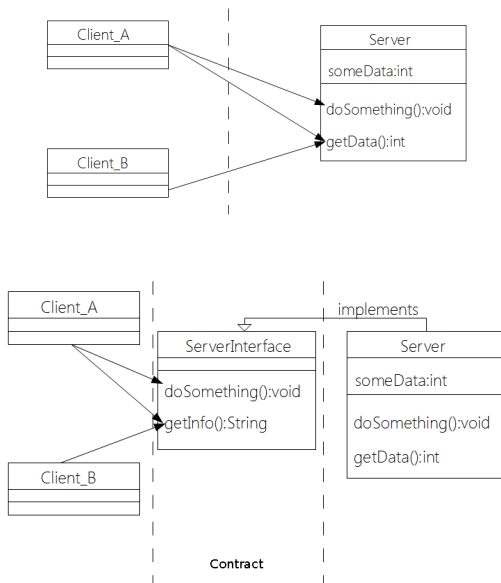 Client_A
Server
someData:int
doSomething():void
getData():int
Client_B
Client_A
implements
ServerInterface
Server
someData:int
doSomething():void
getInfo():String
doSomething():void
getData():int
Client_B
Contract